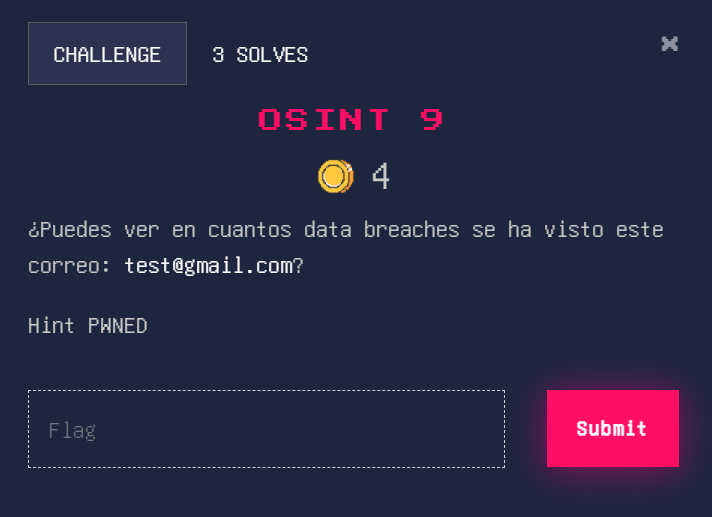 CHALLENGE
3 SOLVES
✖
OSINT 9
4
¿Puedes ver en cuantos data breaches se ha visto este
correo: test@gmail.com?
Hint PWNED
Flag
Submit